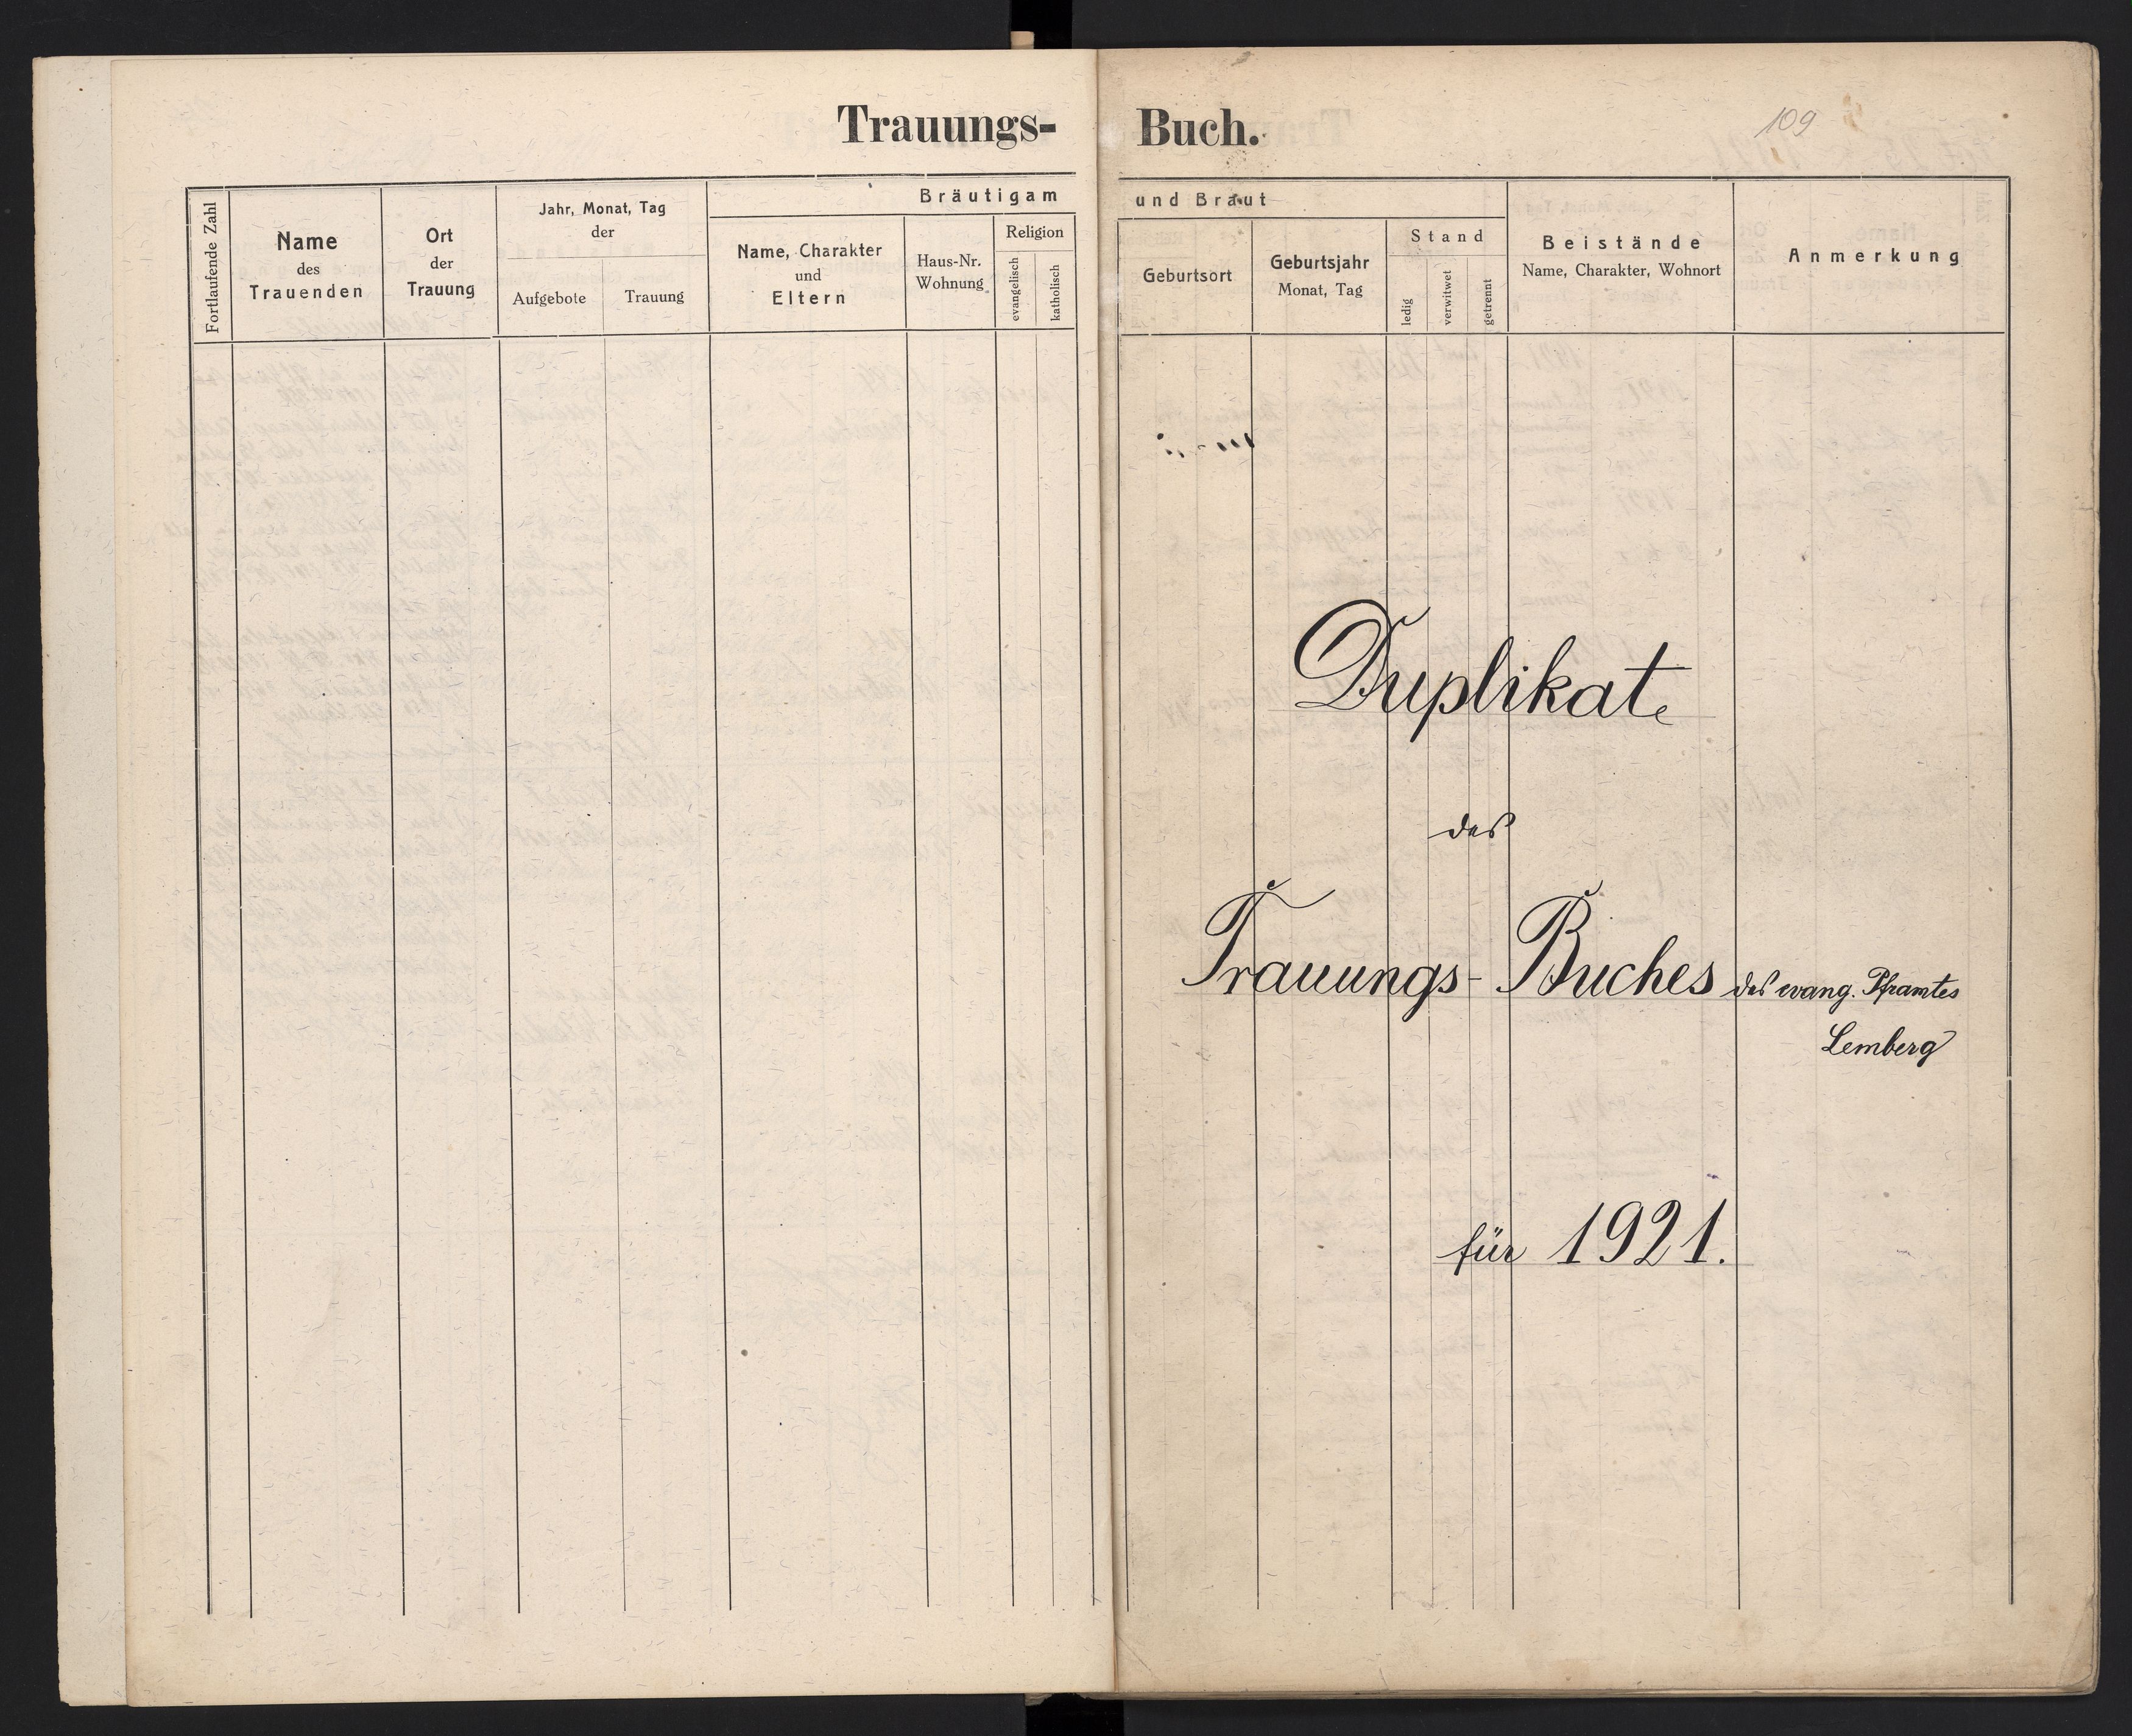 Trauungs- Buch.
109
Fortlaufende Zahl
Name
des
Trauenden
Ort
der
Trauung
Jahr, Monat, Tag
der
Aufgebote
Trauung
Bräutigam und Braut
Name, Charakter
und
Eltern
Haus-Nr.
Wohnung
Religion
evangelisch
katholisch
Geburtsort
Geburtsjahr
Monat, Tag
Stand
ledig
verwitwet
getrennt
Beistände
Name, Charakter, Wohnort
Anmerkung
Duplikat
des
Trauungs-Buches des evang. Pframtes
Lemberg
für 1921.